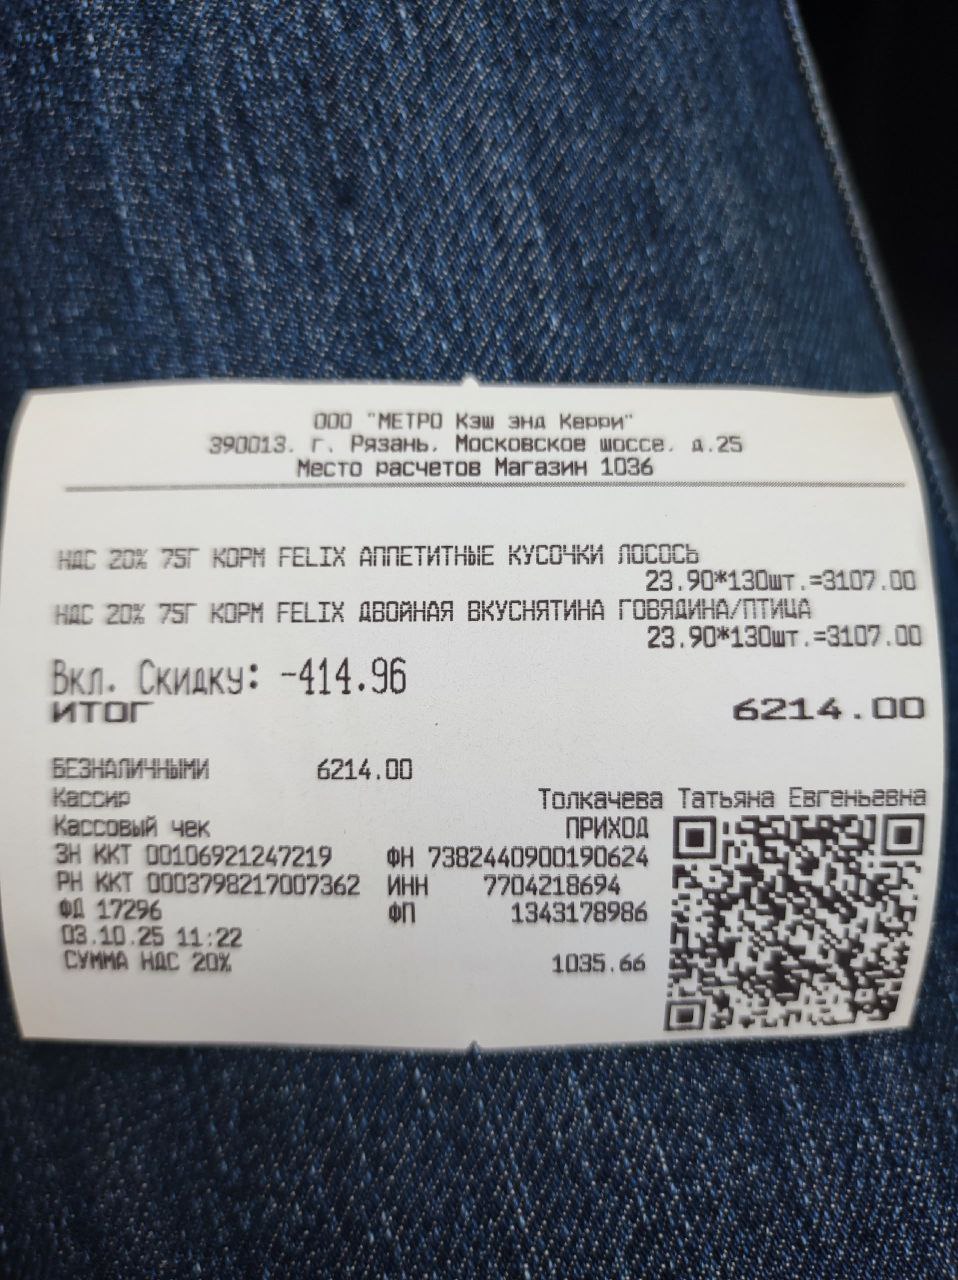 ООО "МЕТРО Кэш энд Керри"
390013, г. Рязань, Московское шоссе, д.25
Место расчетов Магазин 1036
НДС 20% 75Г КОРМ FELIX АППЕТИТНЫЕ КУСОЧКИ ЛОСОСЬ
23.90*130шт.=3107.00
НДС 20% 75Г КОРМ FELIX ДВОЙНАЯ ВКУСНЯТИНА ГОВЯДИНА/ПТИЦА
23.90*130шт.=3107.00
Вкл. Скидку: -414.96
ИТОГ 6214.00
БЕЗНАЛИЧНЫМИ 6214.00
Кассир Толкачева Татьяна Евгеньевна
Кассовый чек ПРИХОД
ЗН ККТ 00106921247219 ФН 7382440900190624
РН ККТ 0003798217007362 ИНН 7704218694
ФД 17296 ФП 1343178986
03.10.25 11:22
СУММА НДС 20% 1035.66